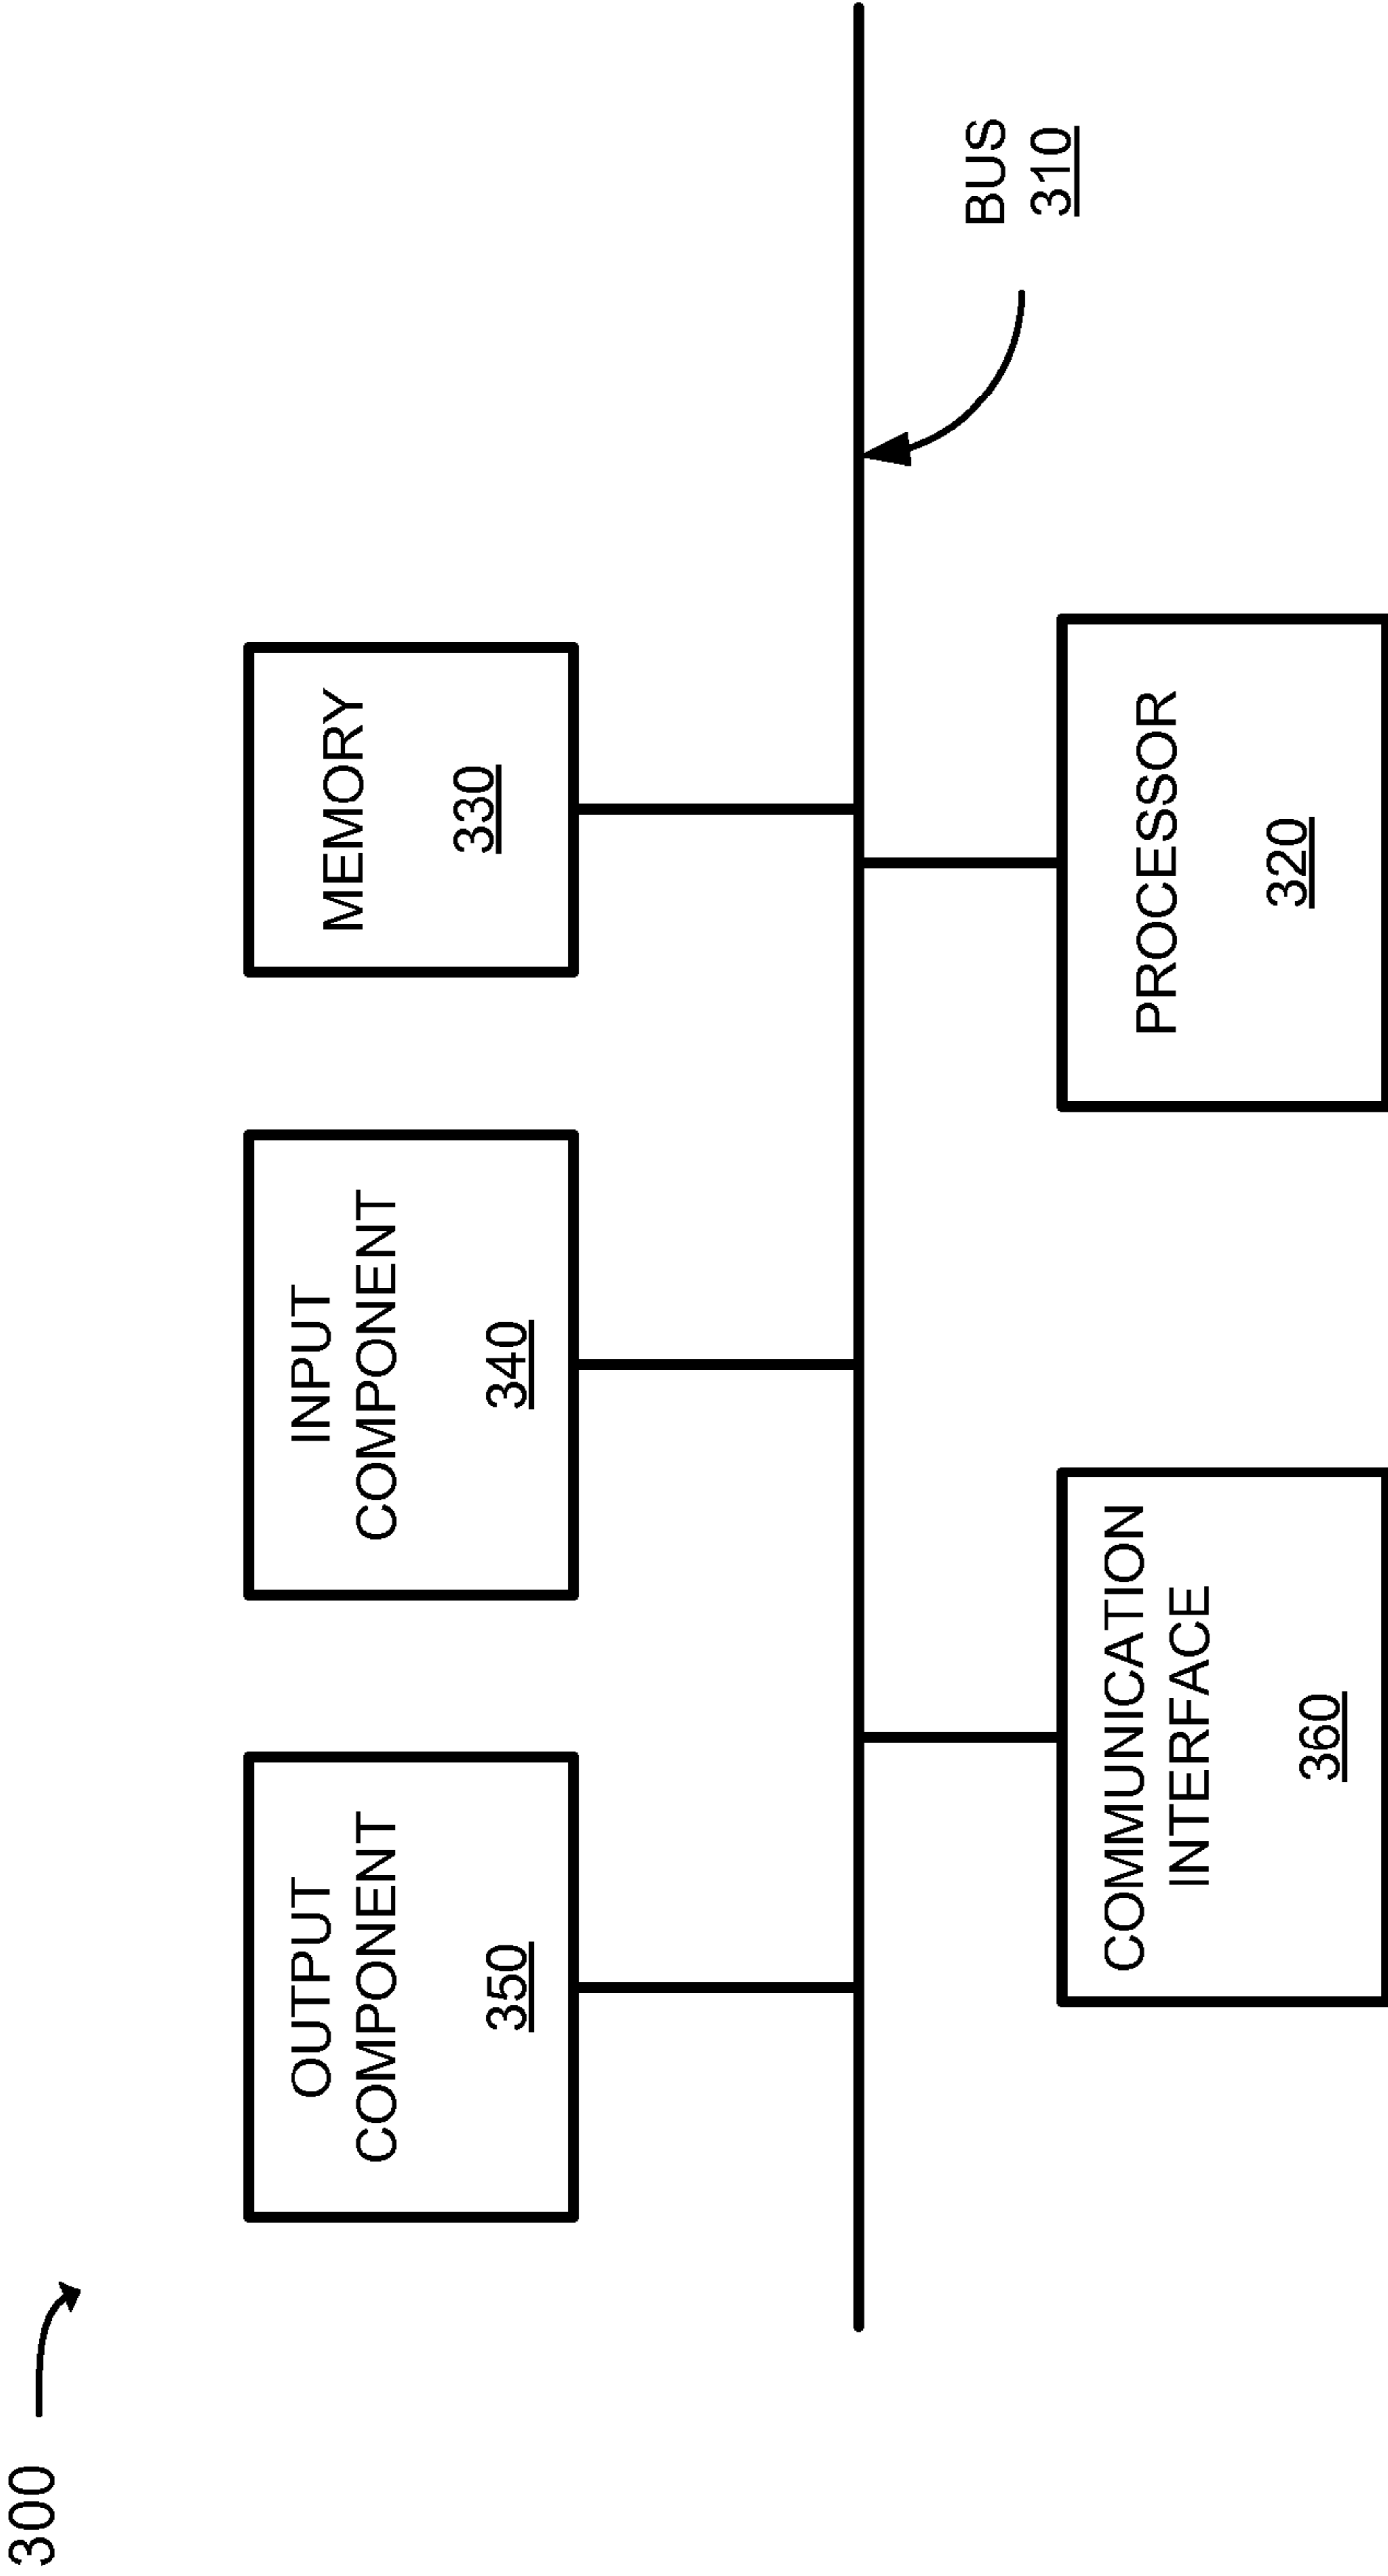 300
OUTPUT
COMPONENT
350
INPUT
COMPONENT
340
MEMORY
330
BUS
310
COMMUNICATION
INTERFACE
360
PROCESSOR
320